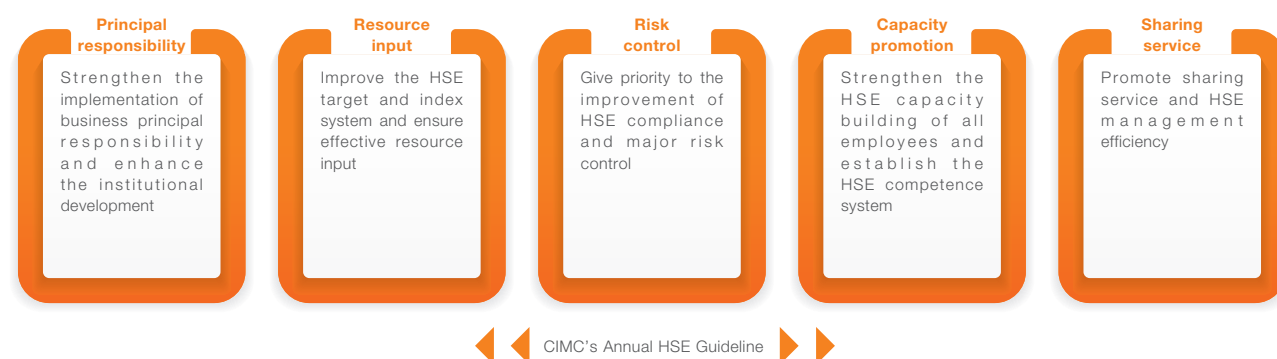 Principal
responsibility
Strengthen the
implementation of
business principal
responsibility
and enhance
the institutional
development
Resource
input
Improve the HSE
target and index
system and ensure
effective resource
input
Risk
control
Give priority to the
improvement of
HSE compliance
and major risk
control
Capacity
promotion
Strengthen the
HSE capacity
building of all
employees and
establish the
HSE competence
system
Sharing
service
Promote sharing
service and HSE
management
efficiency
CIMC's Annual HSE Guideline